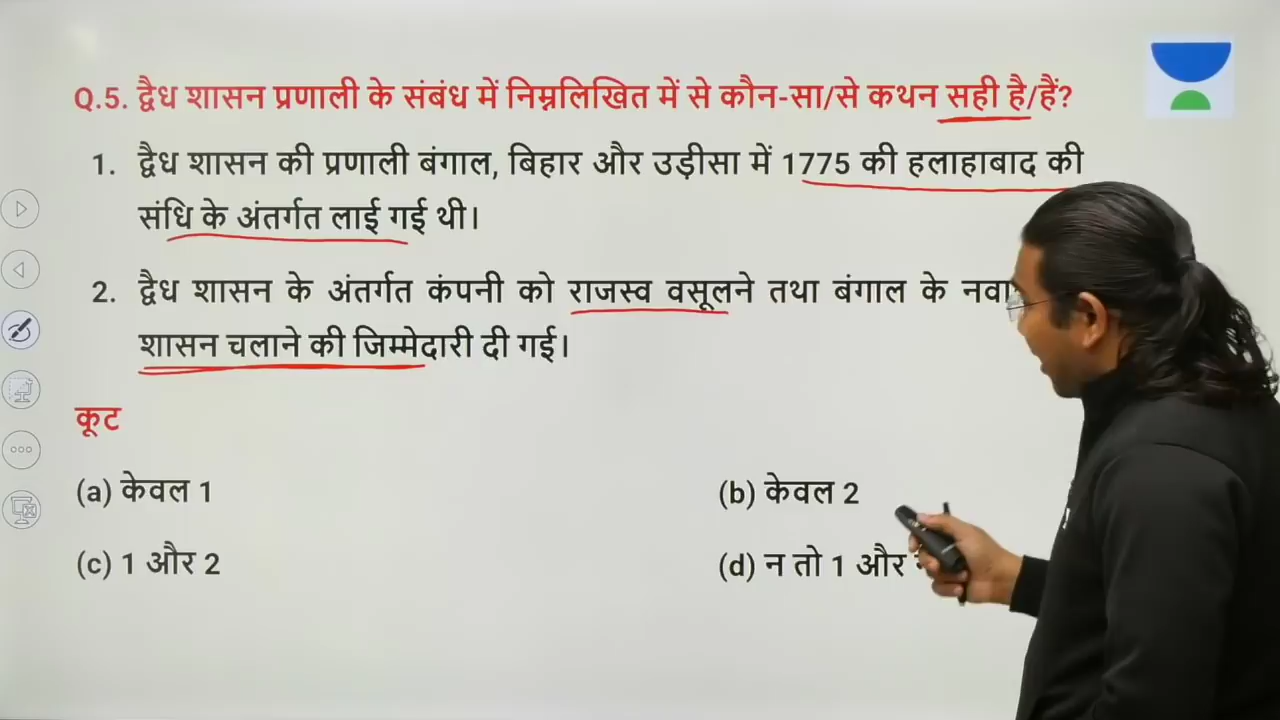 Q.5. द्वैध शासन प्रणाली के संबंध में निम्नलिखित में से कौन-सा/से कथन सही है/हैं?
1. द्वैध शासन की प्रणाली बंगाल, बिहार और उड़ीसा में 1775 की हलाहाबाद की
संधि के अंतर्गत लाई गई थी।
2. द्वैध शासन के अंतर्गत कंपनी को राजस्व वसूलने तथा बंगाल के
शासन चलाने की जिम्मेदारी दी गई।
कूट
(a) केवल 1
(b) केवल 2
(c) 1 और 2
(d) न तो 1 और